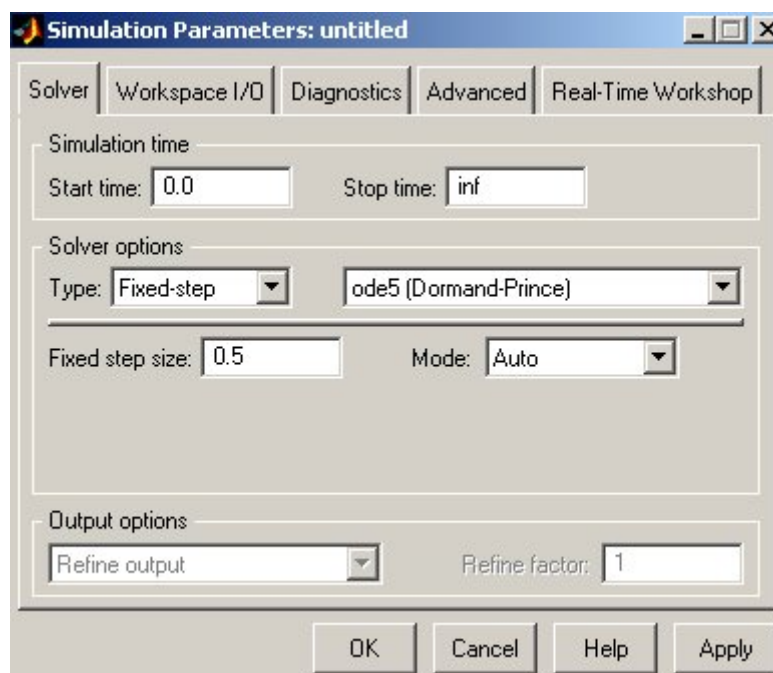 Simulation Parameters: untitled
Solver Workspace I/O Diagnostics Advanced Real-Time Workshop
Simulation time
Start time: 0.0 Stop time: inf
Solver options
Type: Fixed-step ode5 (Dormand-Prince)
Fixed step size: 0.5 Mode: Auto
Output options
Refine output Refine factor: 1
OK Cancel Help Apply